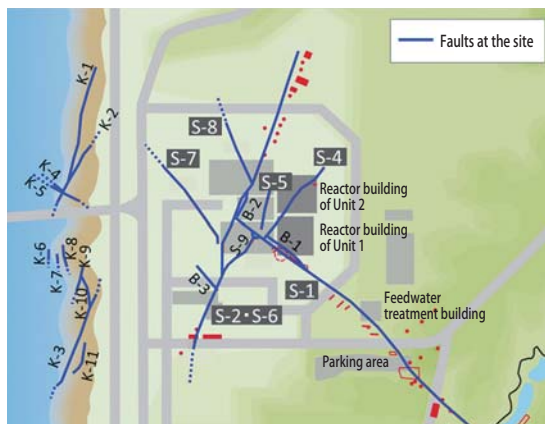 Faults at the site
K-1
K-2
K-4
K-5
S-8
S-7
S-5
S-4
B-2
Reactor building
of Unit 2
Reactor building
of Unit 1
S-9
B-1
K-6
K-7
K-8
K-9
K-10
B-3
S-1
S-2・S-6
Feedwater
treatment building
K-3
K-11
Parking area